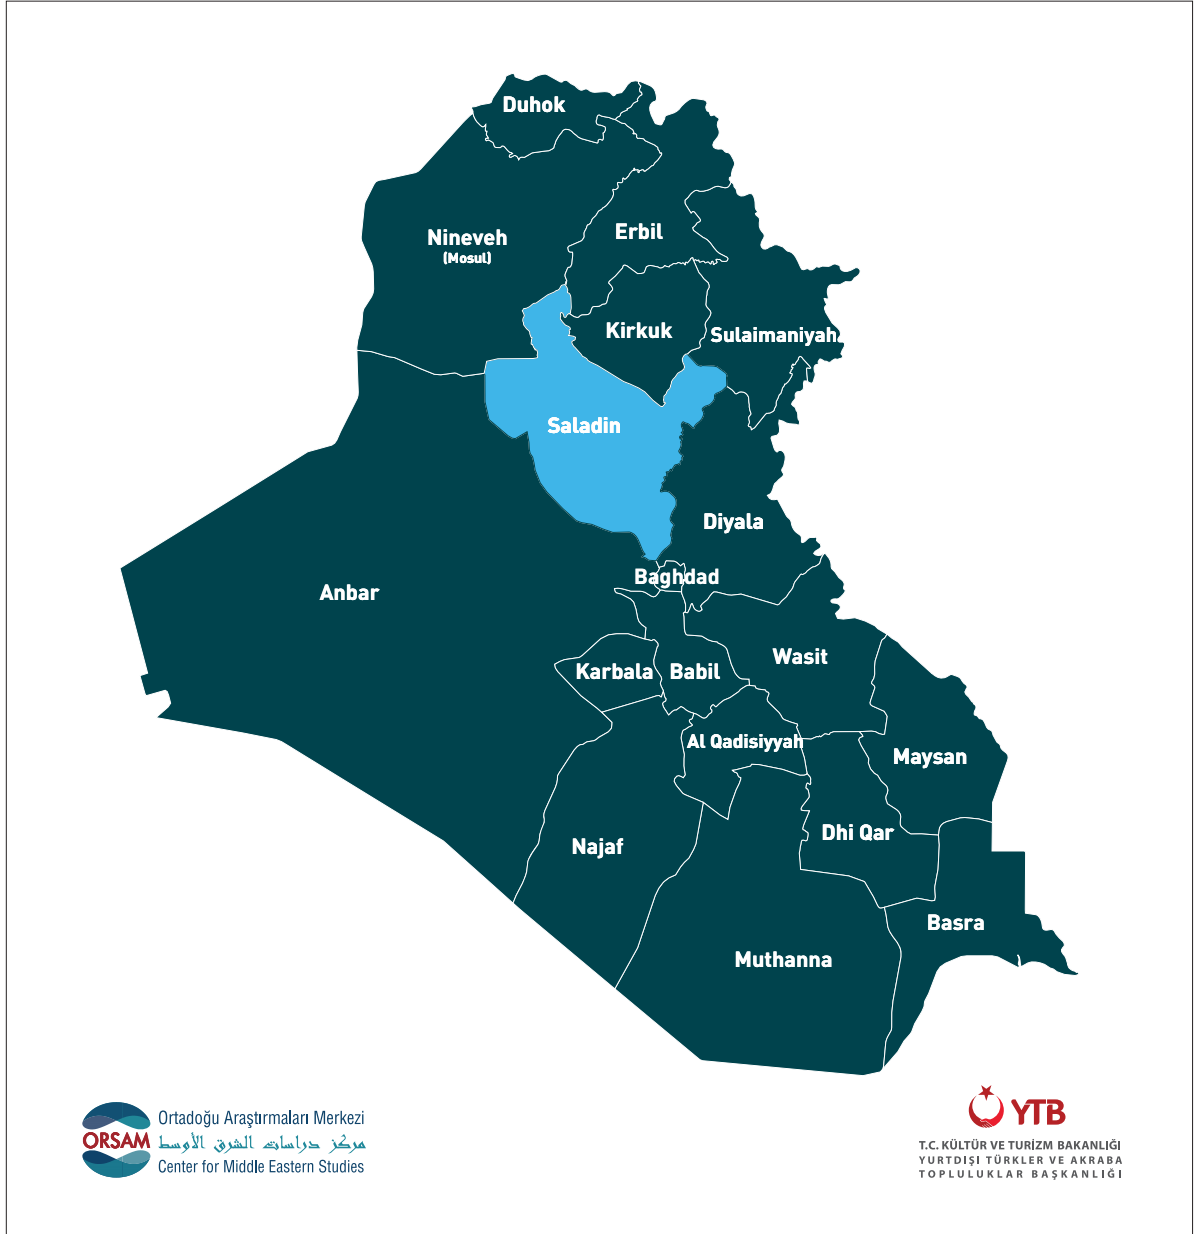 Duhok
Nineveh
(Mosul)
Erbil
Kirkuk
Sulaimaniyah
Saladin
Diyala
Baghdad
Anbar
Wasit
Karbala
Babil
Al Qadisiyyah
Maysan
Dhi Qar
Najaf
Basra
Muthanna
ORSAM
Ortadoğu Araştırmaları Merkezi
مركز دراسات الشرق الأوسط
Center for Middle Eastern Studies
YTB
T.C. KÜLTÜR VE TURİZM BAKANLIĞI
YURTDIŞI TÜRKLER VE AKRABA
TOPLULUKLAR BAŞKANLIĞI